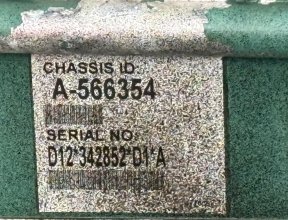 CHASSIS ID.
A-566354
SERIAL NO.
D12*342852*D1*A